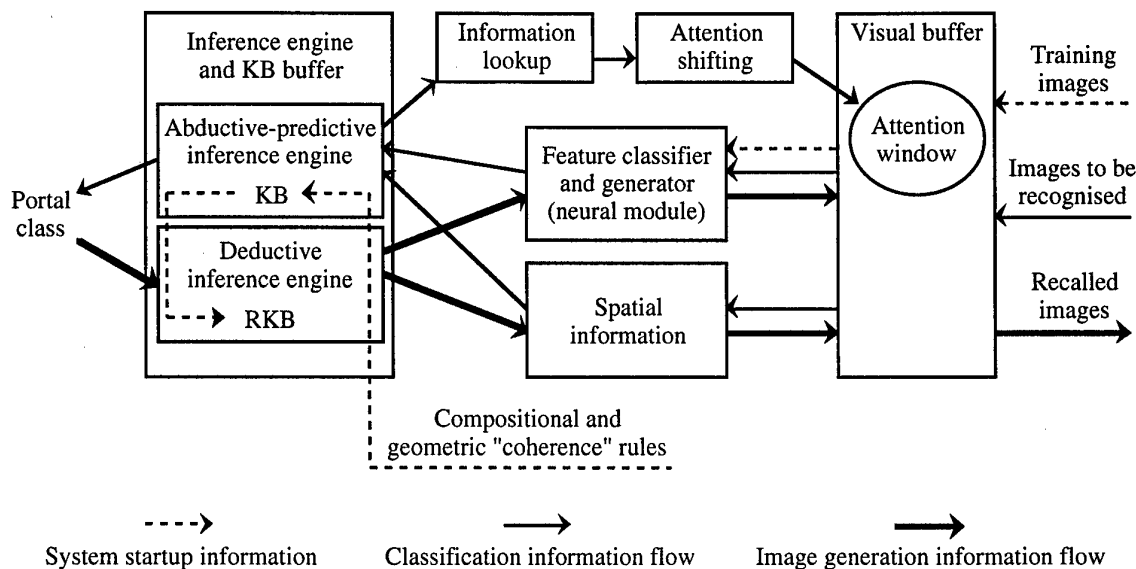 Inference engine
and KB buffer
Information
lookup
Attention
shifting
Visual buffer
Training
images
Abductive-predictive
inference engine
KB
Feature classifier
and generator
(neural module)
Attention
window
Images to be
recognised
Portal
class
Deductive
inference engine
RKB
Spatial
information
Recalled
images
Compositional and
geometric "coherence" rules
System startup information
Classification information flow
Image generation information flow